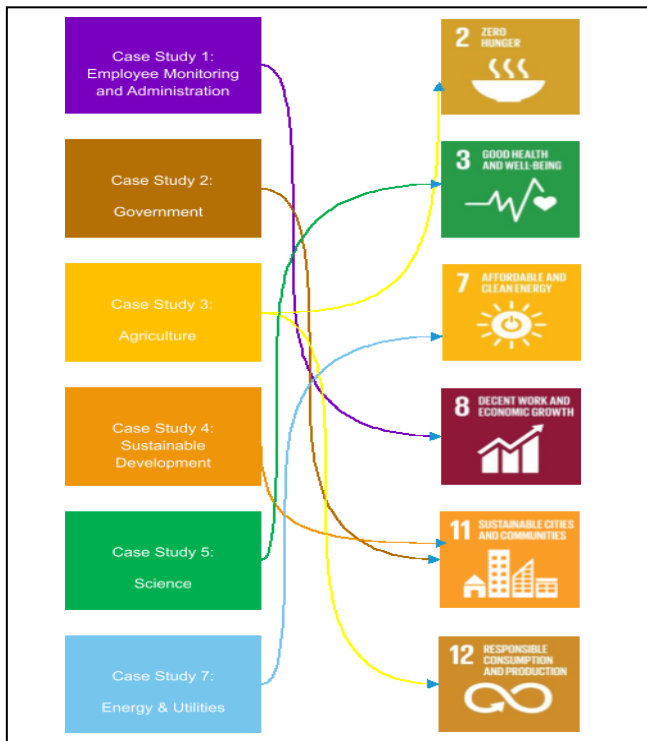 Case Study 1:
Employee Monitoring
and Administration
Case Study 2:
Government
Case Study 3:
Agriculture
Case Study 4:
Sustainable
Development
Case Study 5:
Science
Case Study 7:
Energy & Utilities
2 ZERO
HUNGER
3 GOOD HEALTH
AND WELL-BEING
7 AFFORDABLE AND
CLEAN ENERGY
8 DECENT WORK AND
ECONOMIC GROWTH
11 SUSTAINABLE CITIES
AND COMMUNITIES
12 RESPONSIBLE
CONSUMPTION
AND PRODUCTION